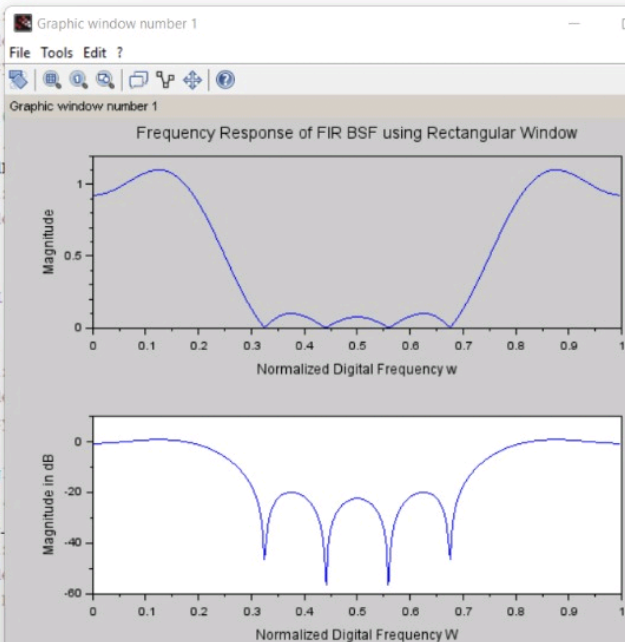 Graphic window number 1
File Tools Edit ?
Graphic window number 1
Frequency Response of FIR BSF using Rectangular Window
1
0.5
0
Magnitude
0 0.1 0.2 0.3 0.4 0.5 0.6 0.7 0.8 0.9 1
Normalized Digital Frequency w
0
-20
-40
-60
Magnitude in dB
0 0.1 0.2 0.3 0.4 0.5 0.6 0.7 0.8 0.9 1
Normalized Digital Frequency W